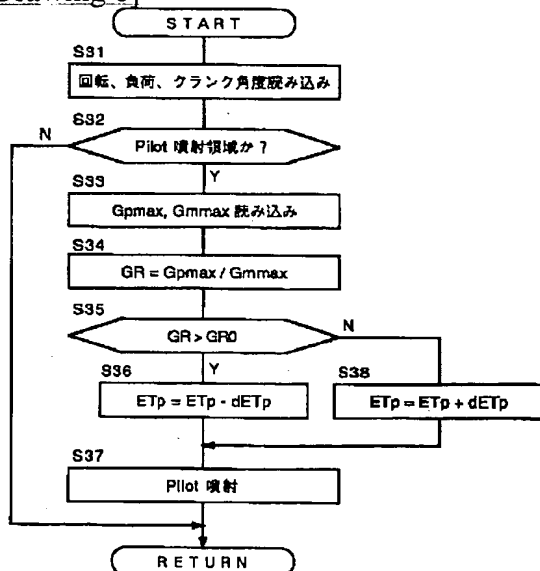 START
S31
回転、負荷、クランク角度読み込み
S32
N
Pilot 噴射領域か？
Y
S33
Gpmax, Gmmax 読み込み
S34
GR = Gpmax / Gmmax
S35
N
GR > GR0
S36
Y
S38
ETp = ETp - dETp
ETp = ETp + dETp
S37
Pilot 噴射
RETURN